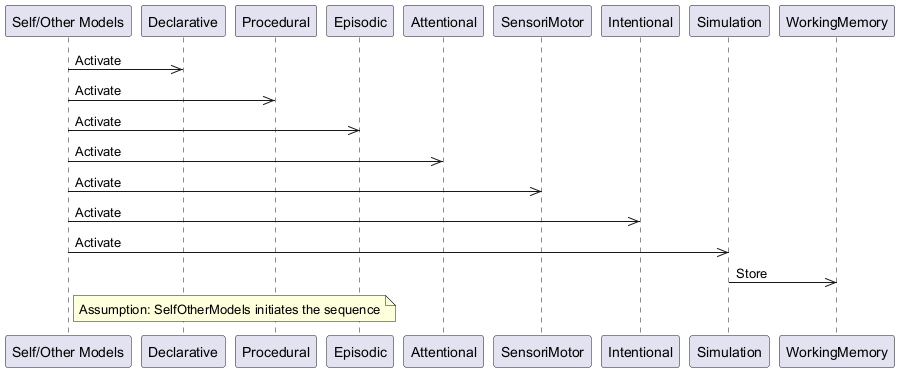 Self/Other Models Declarative Procedural Episodic Attentional SensoriMotor Intentional Simulation WorkingMemory
Activate
Activate
Activate
Activate
Activate
Activate
Activate
Store
Assumption: SelfOtherModels initiates the sequence
Self/Other Models Declarative Procedural Episodic Attentional SensoriMotor Intentional Simulation WorkingMemory